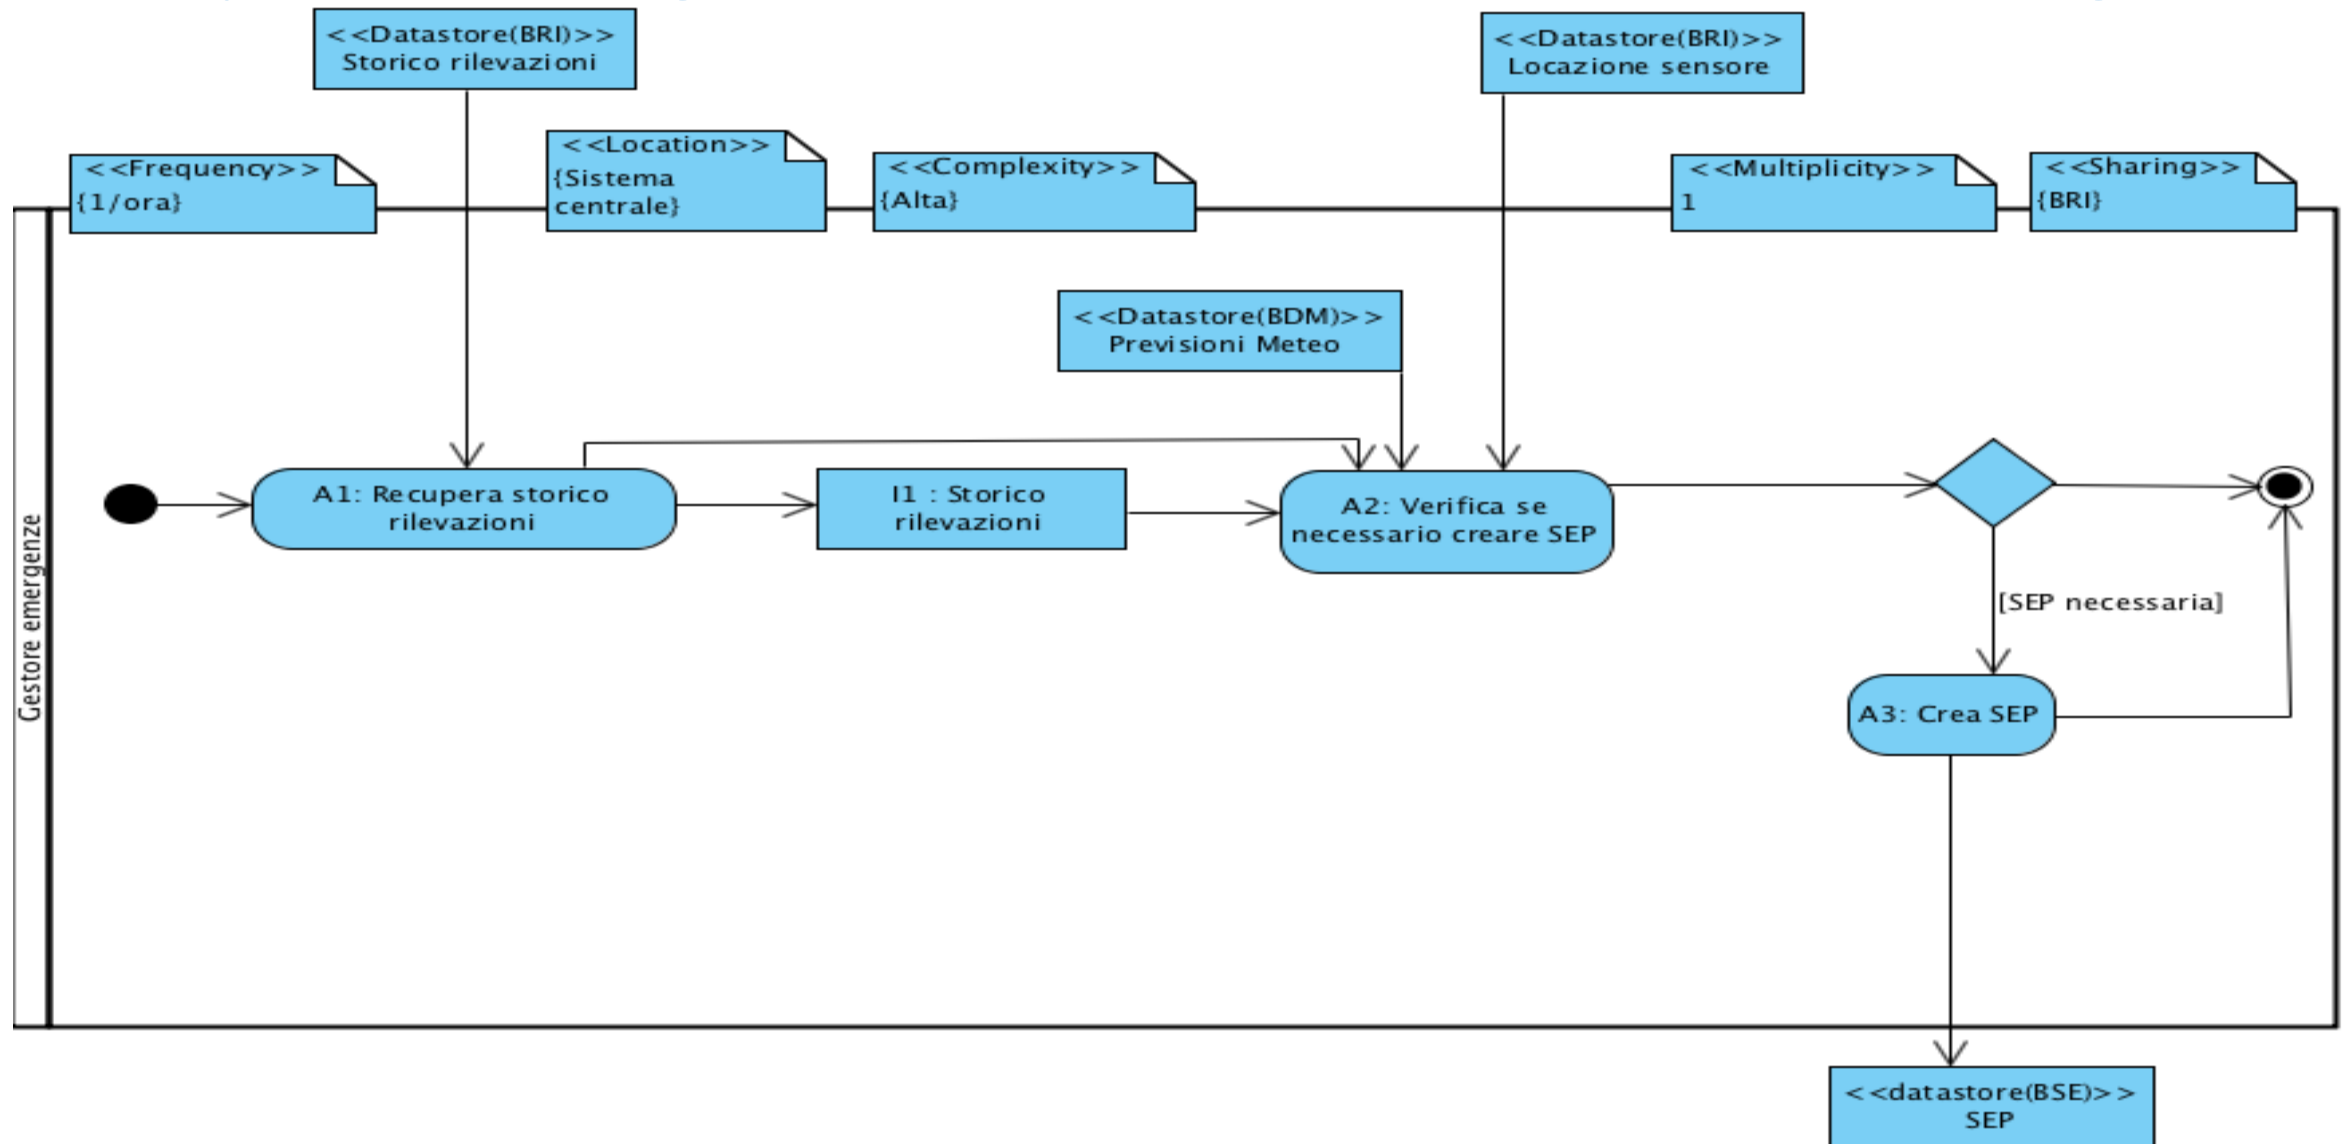 <<Datastore(BRI)>>
Storico rilevazioni
<<Datastore(BRI)>>
Locazione sensore
<<Frequency>>
{1/ora}
<<Location>>
{Sistema
centrale}
<<Complexity>>
{Alta}
<<Multiplicity>>
1
<<Sharing>>
{BRI}
<<Datastore(BDM)>>
Previsioni Meteo
Gestore emergenze
A1: Recupera storico
rilevazioni
I1 : Storico
rilevazioni
A2: Verifica se
necessario creare SEP
[SEP necessaria]
A3: Crea SEP
<<datastore(BSE)>>
SEP